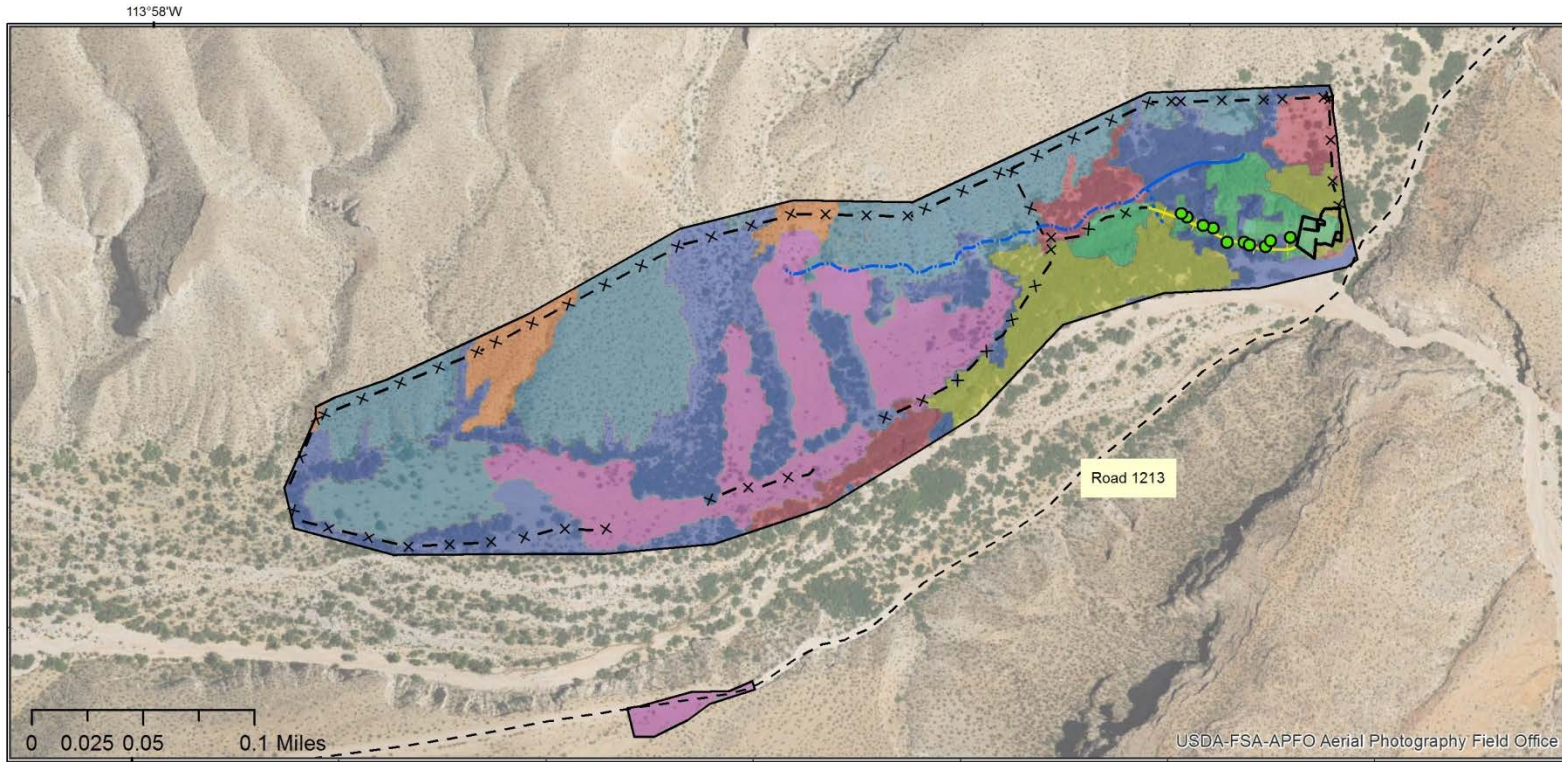 113°58'W
Road 1213
0 0.025 0.05 0.1 Miles
USDA-FSA-APFO Aerial Photography Field Office